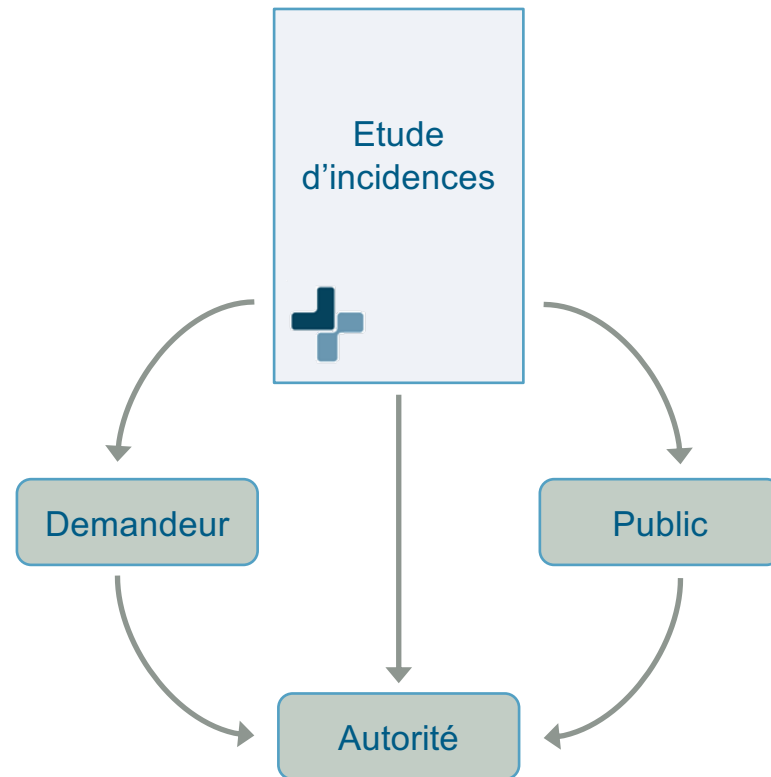 Etude
d’incidences
Demandeur
Public
Autorité